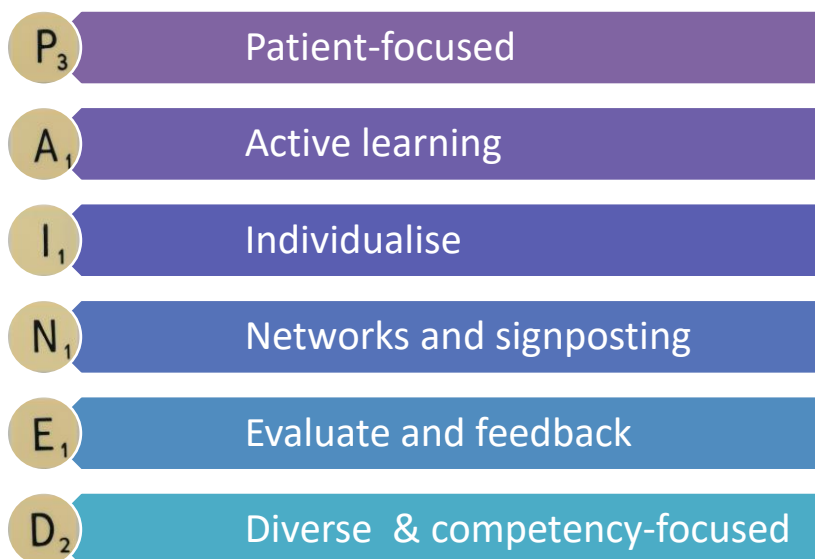 P3 Patient-focused
A1 Active learning
I1 Individualise
N1 Networks and signposting
E1 Evaluate and feedback
D2 Diverse & competency-focused